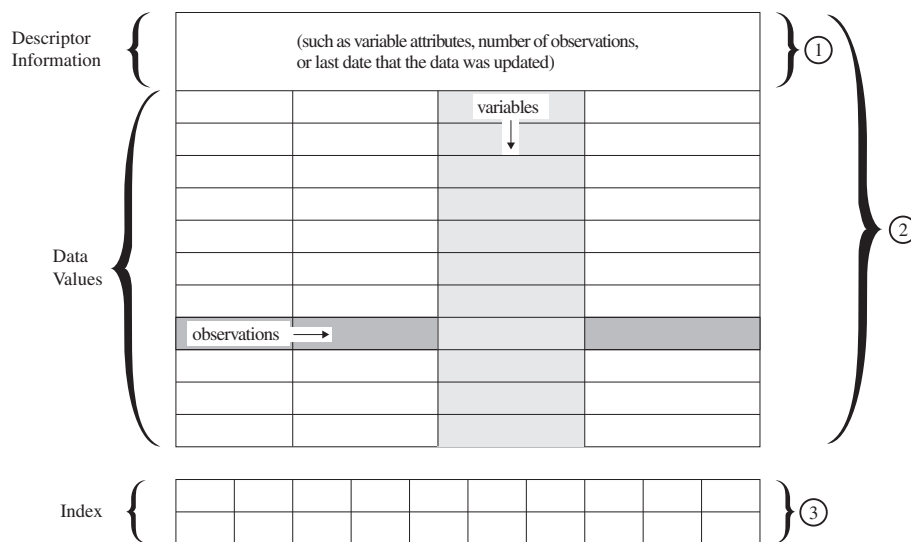 Descriptor
Information
(such as variable attributes, number of observations,
or last date that the data was updated)
1
variables
2
Data
Values
observations
Index
3